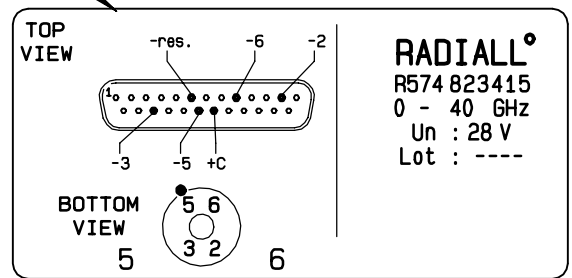 TOP
VIEW
-res.
-6
-2
1
-3
-5
+C
BOTTOM
VIEW
5 6
3 2
5
6
RADIALL°
R574 823415
0 - 40 GHz
Un : 28 V
Lot : ----